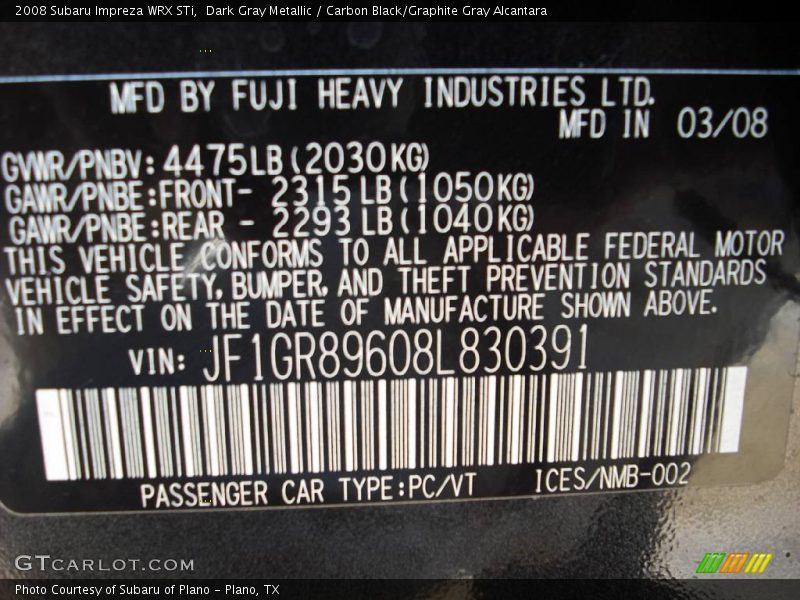 2008 Subaru Impreza WRX STi,  Dark Gray Metallic / Carbon Black/Graphite Gray Alcantara
MFD BY FUJI HEAVY INDUSTRIES LTD.
MFD IN 03/08
GVWR/PNBV: 4475LB(2030KG)
GAWR/PNBE:FRONT- 2315LB(1050KG)
GAWR/PNBE:REAR - 2293LB(1040KG)
THIS VEHICLE CONFORMS TO ALL APPLICABLE FEDERAL MOTOR
VEHICLE SAFETY, BUMPER, AND THEFT PREVENTION STANDARDS
IN EFFECT ON THE DATE OF MANUFACTURE SHOWN ABOVE.
VIN: JF1GR89608L830391
PASSENGER CAR TYPE:PC/VT ICES/NMB-002
GTCARLOT.COM
Photo Courtesy of Subaru of Plano - Plano, TX